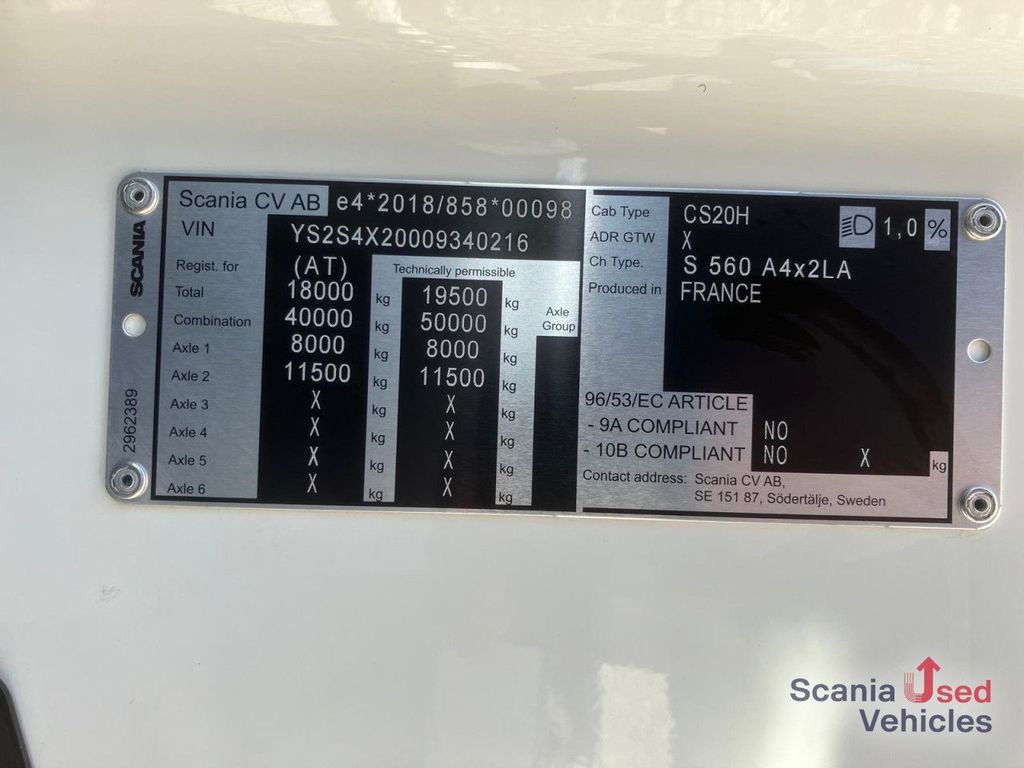 SCANIA
2962389
Scania CV AB e4*2018/858*00098
VIN YS2S4X20009340216
Regist. for (AT) Technically permissible
Total 18000 kg 19500 kg
Combination 40000 kg 50000 kg
Axle Group
Axle 1 8000 kg 8000 kg
Axle 2 11500 kg 11500 kg
Axle 3 X kg X kg
Axle 4 X kg X kg
Axle 5 X kg X kg
Axle 6 X kg X kg
Cab Type CS20H 1,0 %
ADR GTW X
Ch Type. S 560 A4x2LA
Produced in FRANCE
96/53/EC ARTICLE
- 9A COMPLIANT NO
- 10B COMPLIANT NO X kg
Contact address: Scania CV AB,
SE 151 87, Södertälje, Sweden
Scania Used
Vehicles